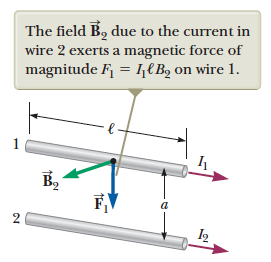 The field B⃗₂ due to the current in
wire 2 exerts a magnetic force of
magnitude F₁ = I₁ℓB₂ on wire 1.
ℓ
1
I₁
B⃗₂
F⃗₁
a
2
I₂